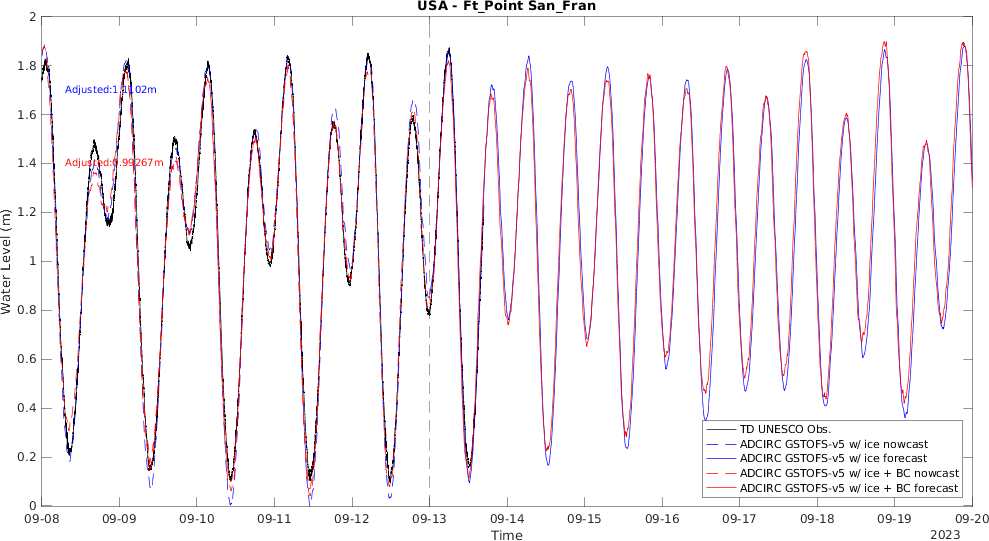 USA - Ft_Point San_Fran
2
1.8
1.6
1.4
1.2
1
0.8
0.6
0.4
0.2
0
Water Level (m)
Adjusted:1.1102m
Adjusted:0.99267m
TD UNESCO Obs.
ADCIRC GSTOFS-v5 w/ ice nowcast
ADCIRC GSTOFS-v5 w/ ice forecast
ADCIRC GSTOFS-v5 w/ ice + BC nowcast
ADCIRC GSTOFS-v5 w/ ice + BC forecast
09-08 09-09 09-10 09-11 09-12 09-13 09-14 09-15 09-16 09-17 09-18 09-19 09-20
Time
2023